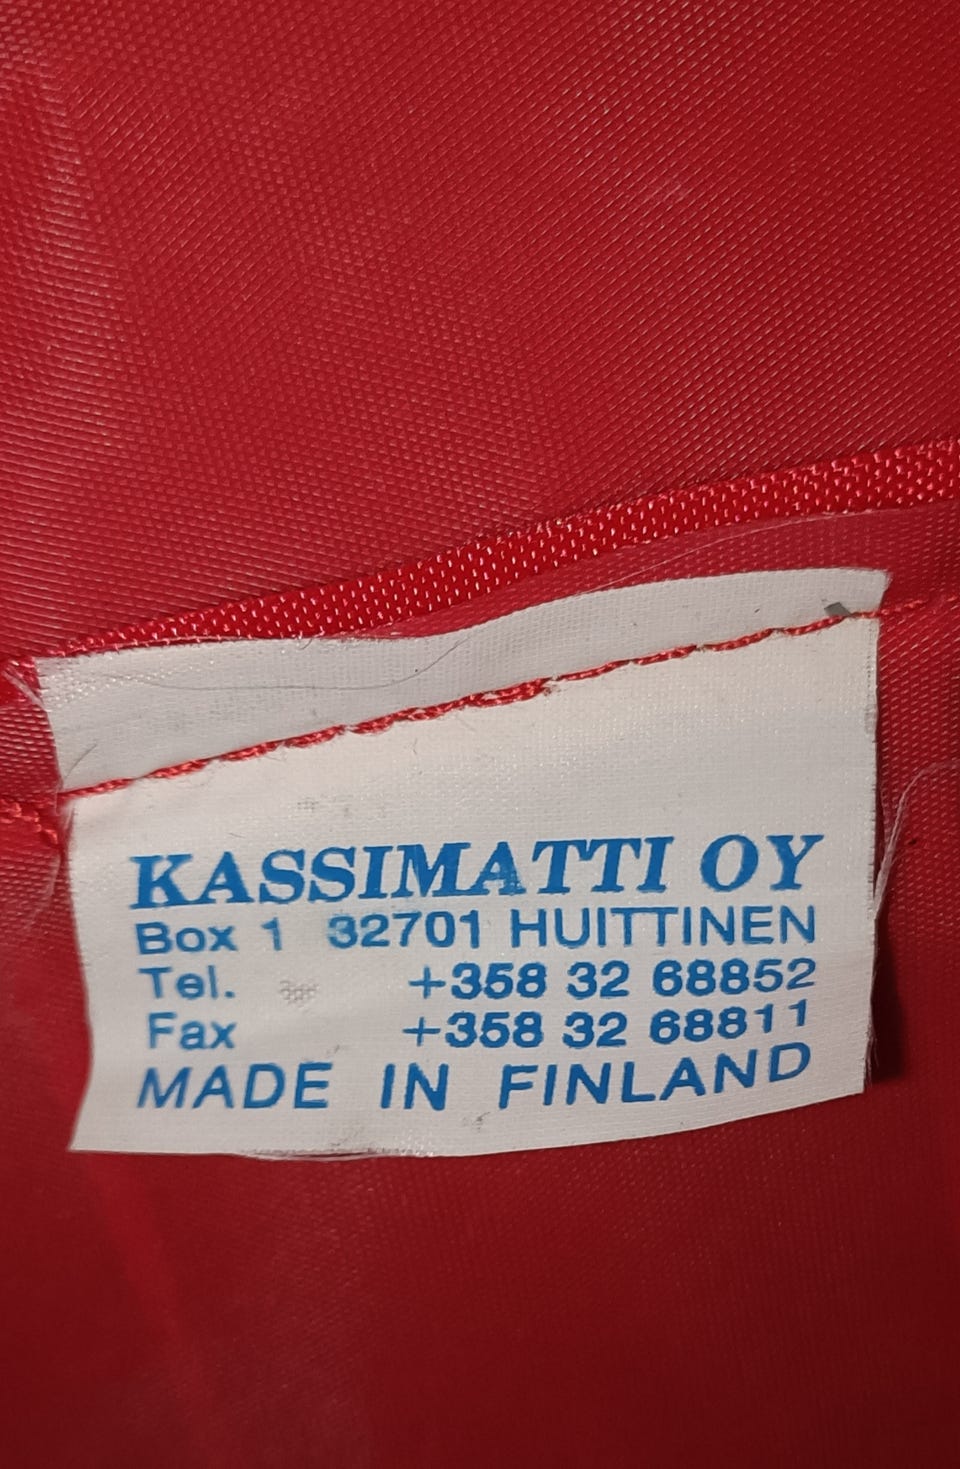 KASSIMATTI OY
Box 1 32701 HUITTINEN
Tel. +358 32 68852
Fax +358 32 68811
MADE IN FINLAND